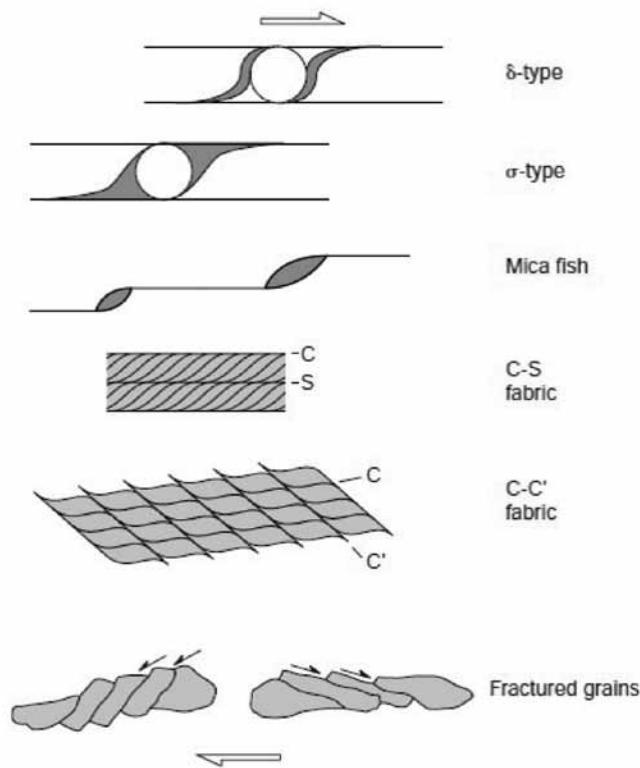 δ-type
σ-type
Mica fish
C
S
C-S
fabric
C
C'
C-C'
fabric
Fractured grains